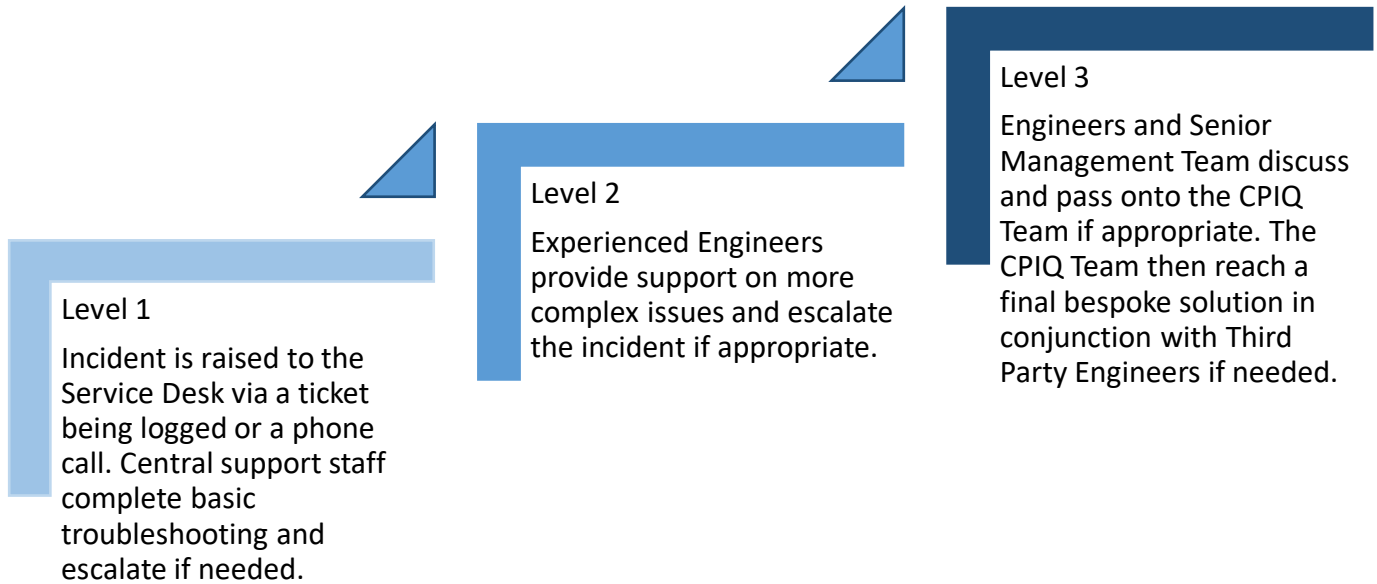 Level 1
Incident is raised to the
Service Desk via a ticket
being logged or a phone
call. Central support staff
complete basic
troubleshooting and
escalate if needed.
Level 2
Experienced Engineers
provide support on more
complex issues and escalate
the incident if appropriate.
Level 3
Engineers and Senior
Management Team discuss
and pass onto the CPIQ
Team if appropriate. The
CPIQ Team then reach a
final bespoke solution in
conjunction with Third
Party Engineers if needed.